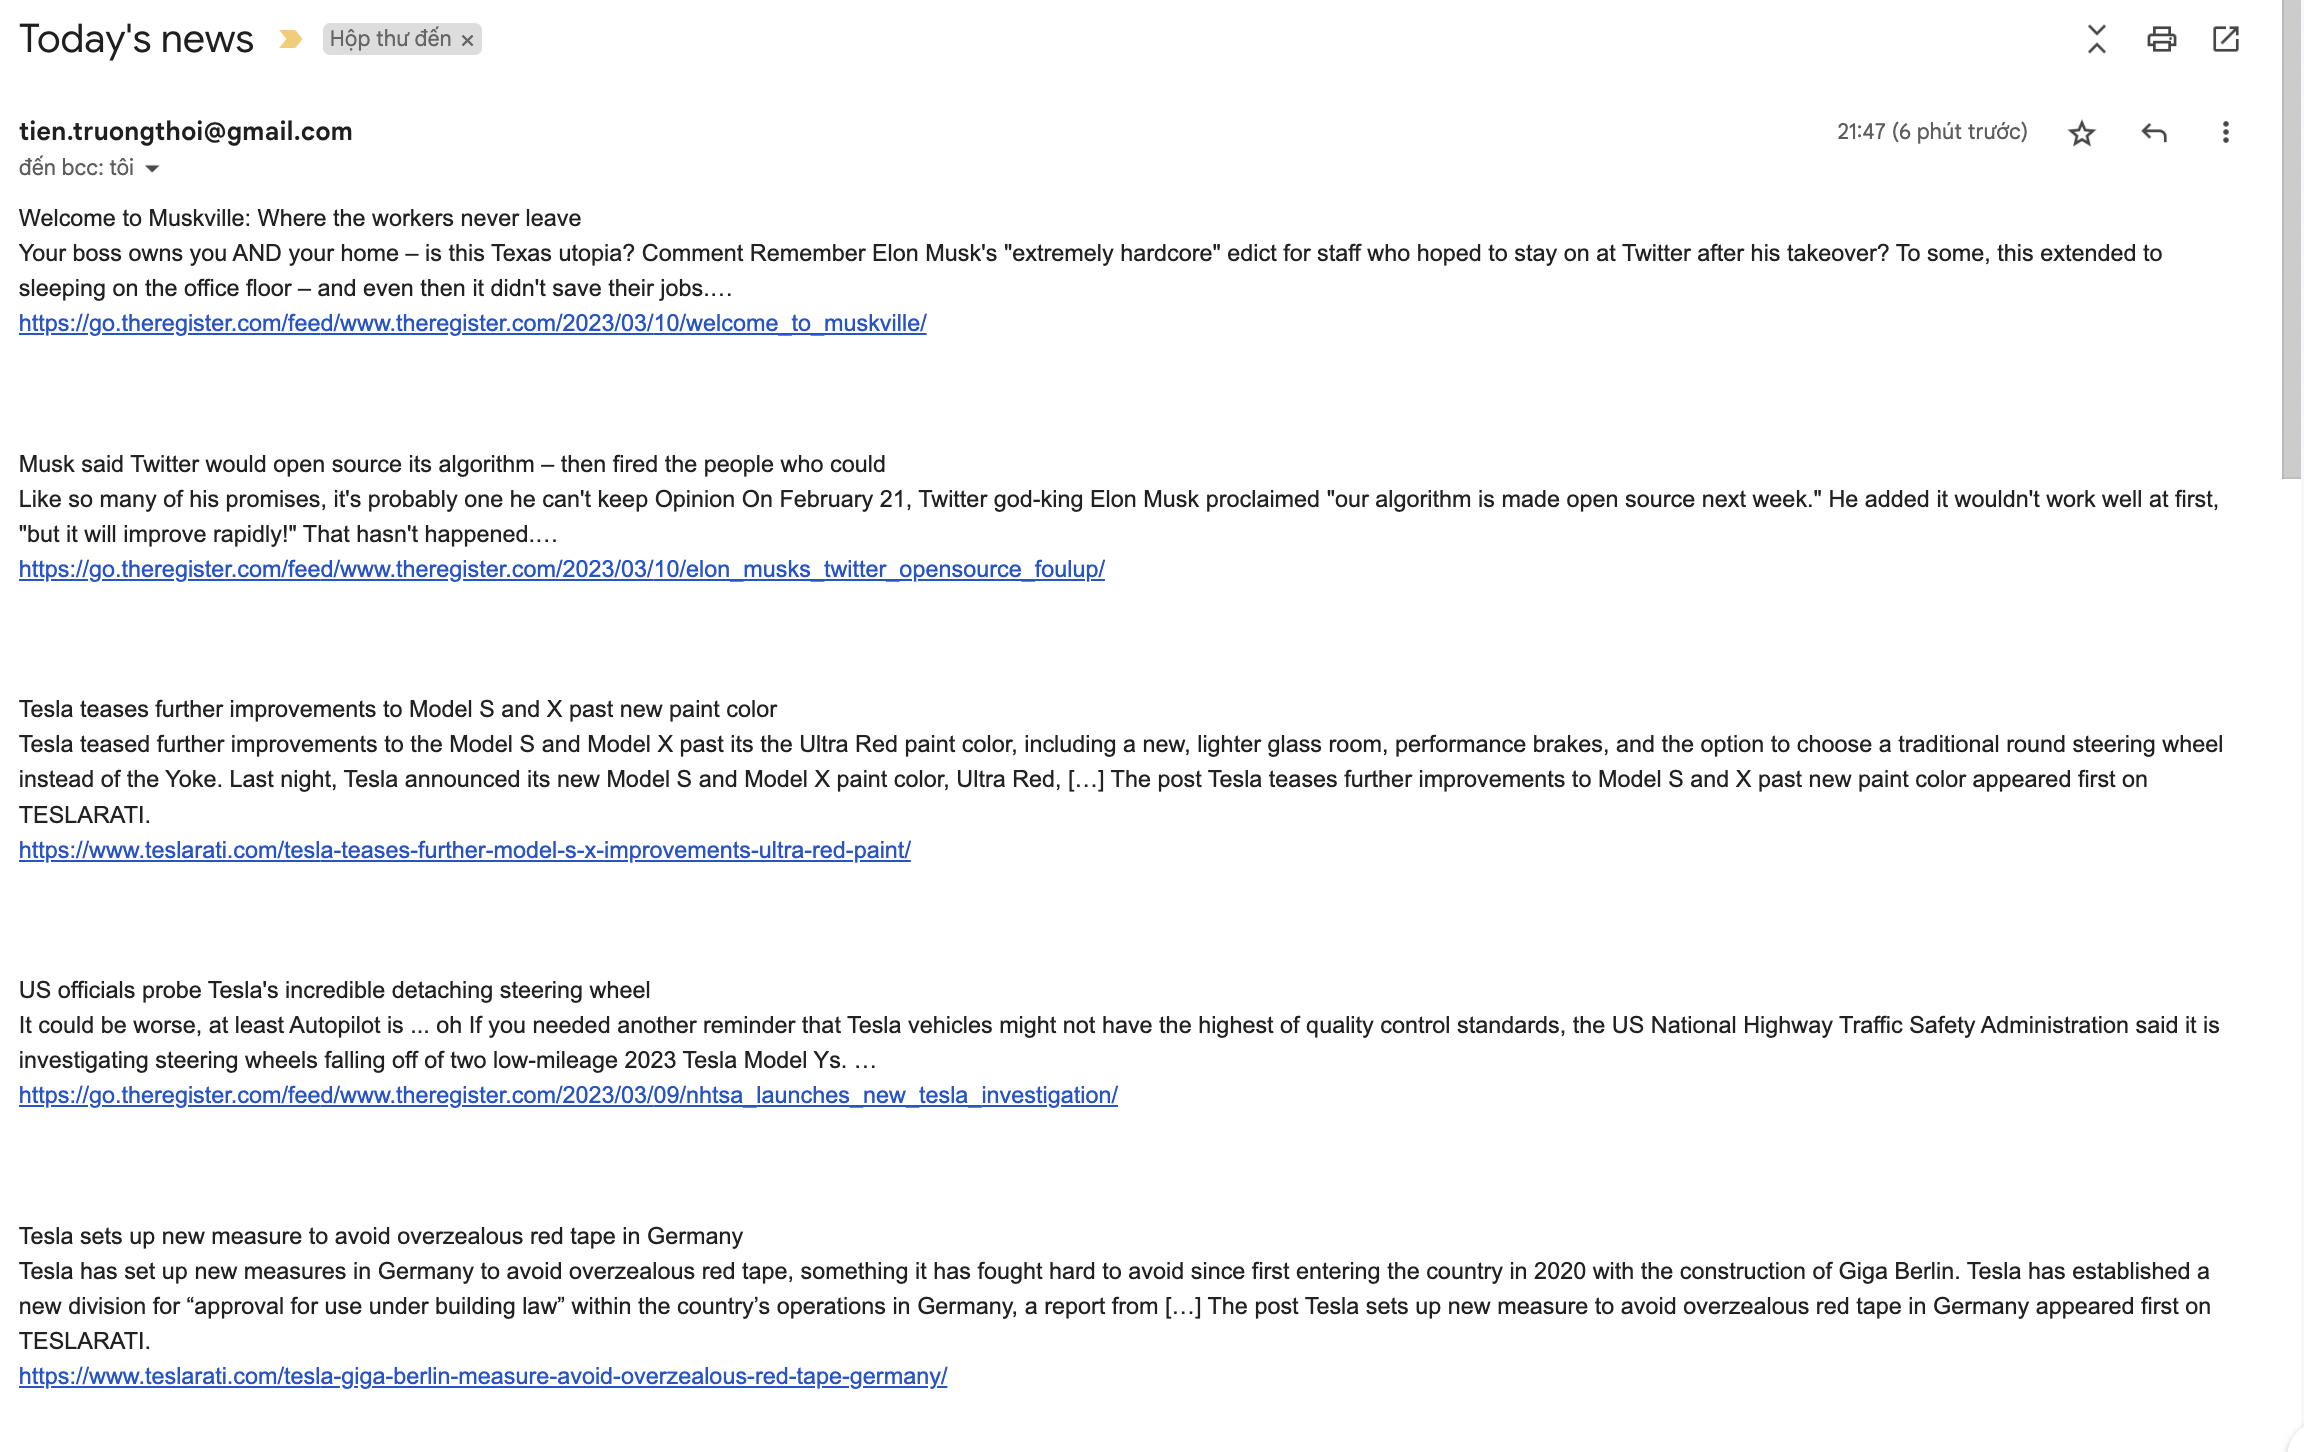 Today's news
Hộp thư đến ×
tien.truongthoi@gmail.com
21:47 (6 phút trước)
đến bcc: tôi
Welcome to Muskville: Where the workers never leave
Your boss owns you AND your home – is this Texas utopia? Comment Remember Elon Musk's "extremely hardcore" edict for staff who hoped to stay on at Twitter after his takeover? To some, this extended to
sleeping on the office floor – and even then it didn't save their jobs.…
https://go.theregister.com/feed/www.theregister.com/2023/03/10/welcome_to_muskville/
Musk said Twitter would open source its algorithm – then fired the people who could
Like so many of his promises, it's probably one he can't keep Opinion On February 21, Twitter god-king Elon Musk proclaimed "our algorithm is made open source next week." He added it wouldn't work well at first,
"but it will improve rapidly!" That hasn't happened.…
https://go.theregister.com/feed/www.theregister.com/2023/03/10/elon_musks_twitter_opensource_foulup/
Tesla teases further improvements to Model S and X past new paint color
Tesla teased further improvements to the Model S and Model X past its the Ultra Red paint color, including a new, lighter glass room, performance brakes, and the option to choose a traditional round steering wheel
instead of the Yoke. Last night, Tesla announced its new Model S and Model X paint color, Ultra Red, […] The post Tesla teases further improvements to Model S and X past new paint color appeared first on
TESLARATI.
https://www.teslarati.com/tesla-teases-further-model-s-x-improvements-ultra-red-paint/
US officials probe Tesla's incredible detaching steering wheel
It could be worse, at least Autopilot is ... oh If you needed another reminder that Tesla vehicles might not have the highest of quality control standards, the US National Highway Traffic Safety Administration said it is
investigating steering wheels falling off of two low-mileage 2023 Tesla Model Ys. …
https://go.theregister.com/feed/www.theregister.com/2023/03/09/nhtsa_launches_new_tesla_investigation/
Tesla sets up new measure to avoid overzealous red tape in Germany
Tesla has set up new measures in Germany to avoid overzealous red tape, something it has fought hard to avoid since first entering the country in 2020 with the construction of Giga Berlin. Tesla has established a
new division for “approval for use under building law” within the country’s operations in Germany, a report from […] The post Tesla sets up new measure to avoid overzealous red tape in Germany appeared first on
TESLARATI.
https://www.teslarati.com/tesla-giga-berlin-measure-avoid-overzealous-red-tape-germany/